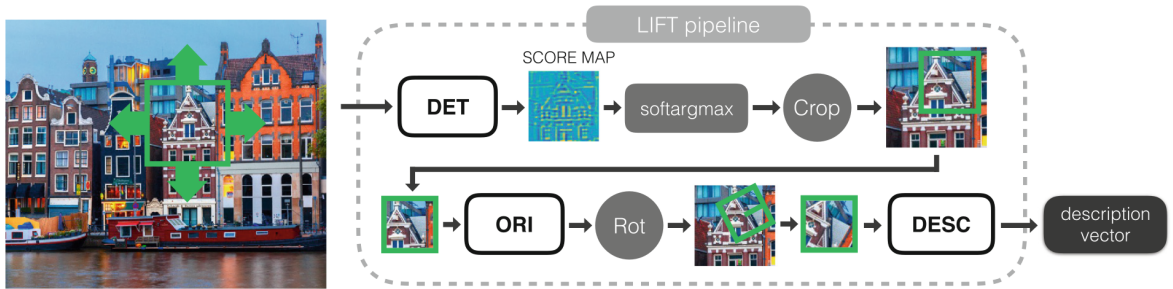 LIFT pipeline
SCORE MAP
DET
softargmax
Crop
ORI
Rot
DESC
description
vector